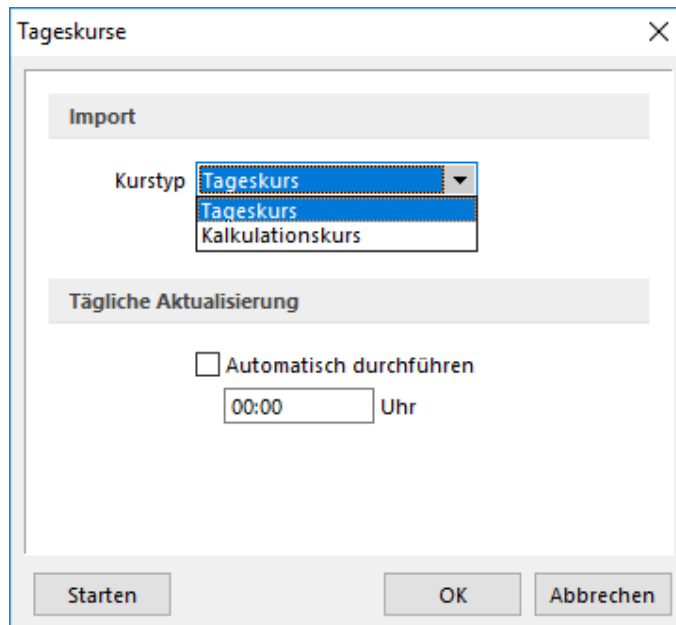 Tageskurse
Import
Kurstyp Tageskurs
Tageskurs
Kalkulationskurs
Tägliche Aktualisierung
Automatisch durchführen
00:00 Uhr
Starten OK Abbrechen